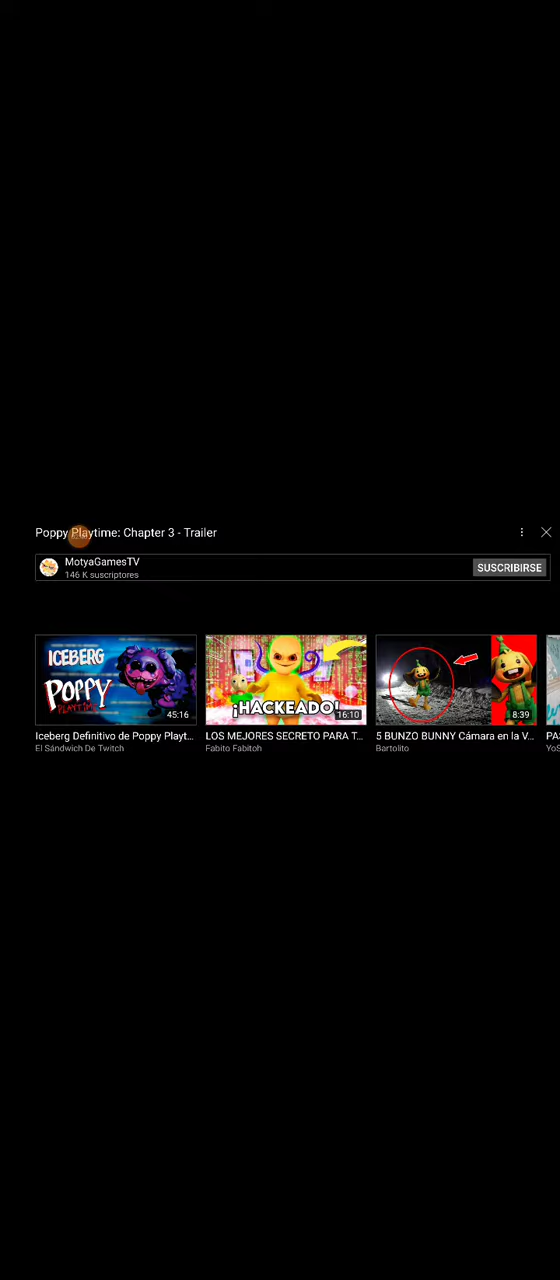 Poppy Playtime: Chapter 3 - Trailer
MotyaGamesTV
146 K suscriptores
SUSCRIBIRSE
ICEBERG
POPPY
PLAYTIME
45:16
¡HACKEADO!
16:10
8:39
Iceberg Definitivo de Poppy Playt...
El Sándwich De Twitch
LOS MEJORES SECRETO PARA T...
Fabito Fabitoh
5 BUNZO BUNNY Cámara en la V...
Bartolito